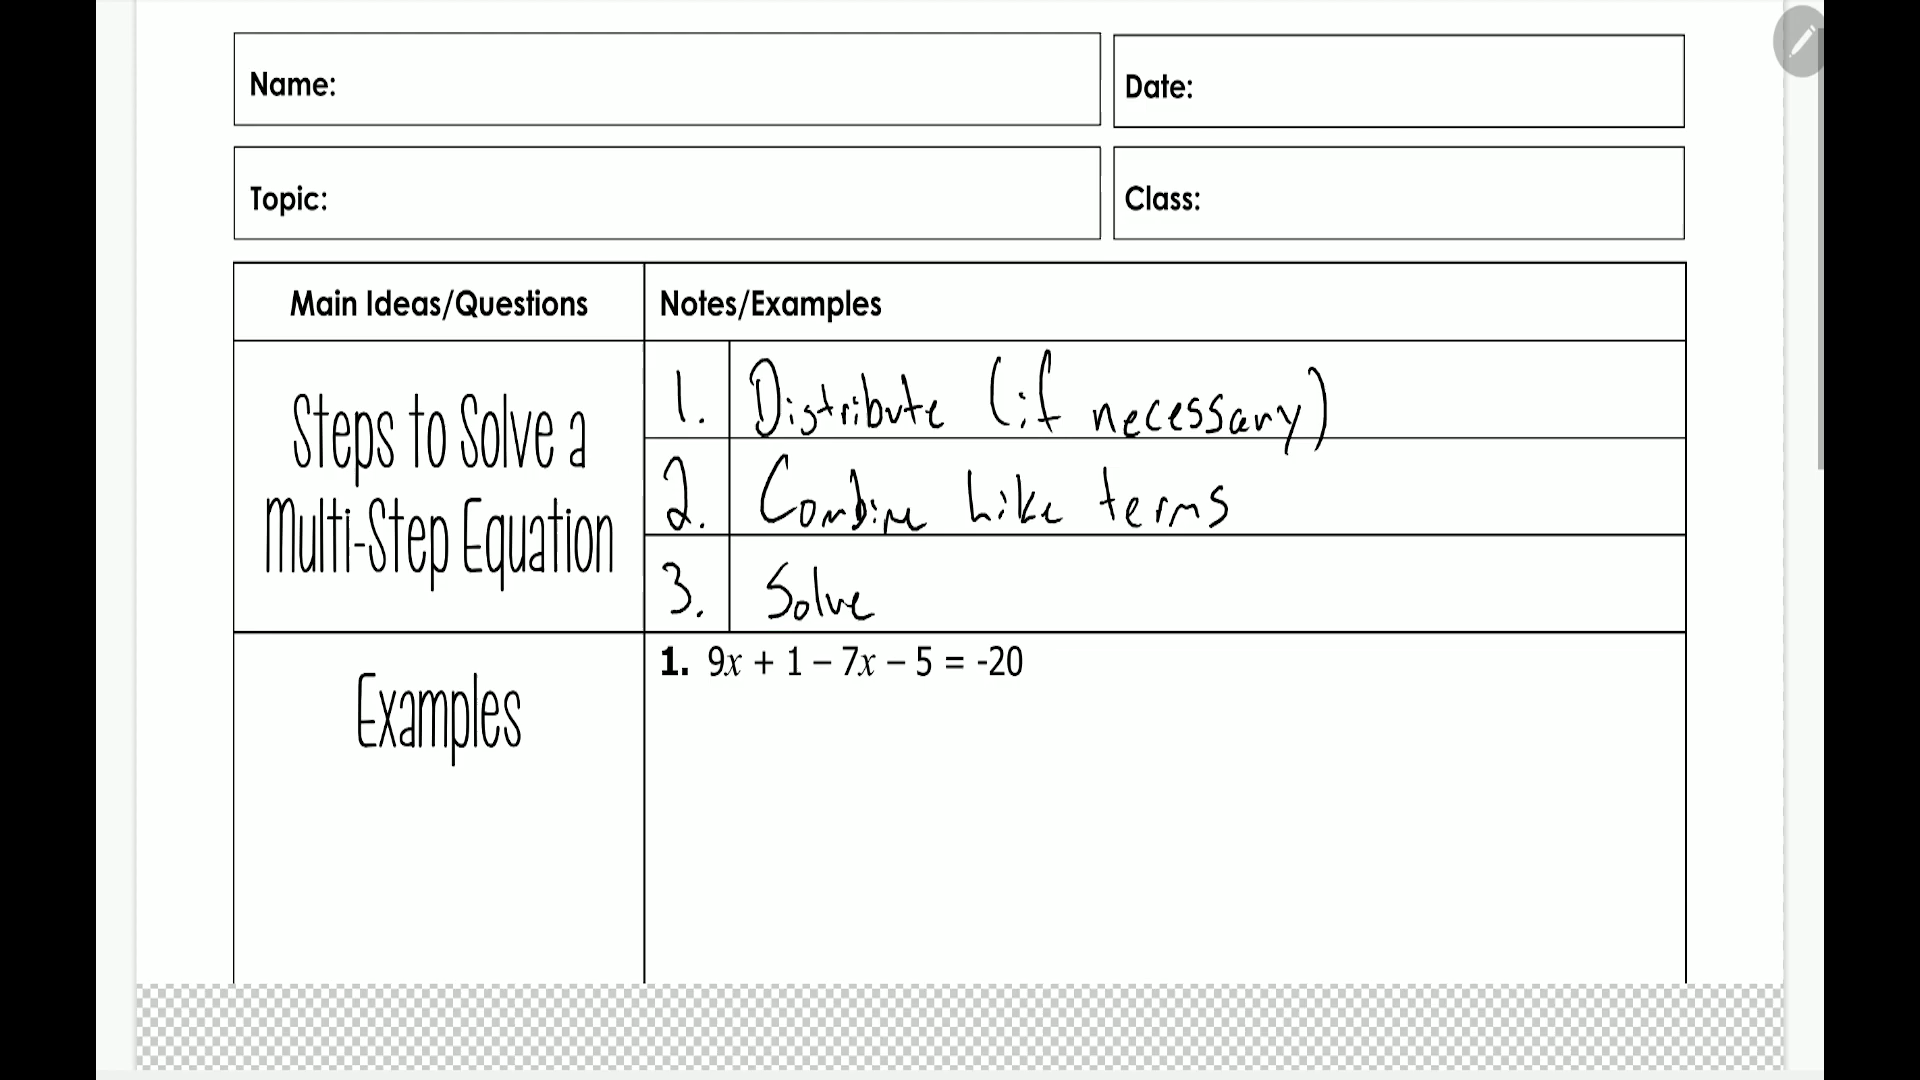 Name:
Date:
Topic:
Class:
Main Ideas/Questions
Notes/Examples
Steps to Solve a
Multi-Step Equation
1. Distribute (if necessary)
2. Combine like terms
3. Solve
Examples
1. 9x + 1 – 7x – 5 = -20